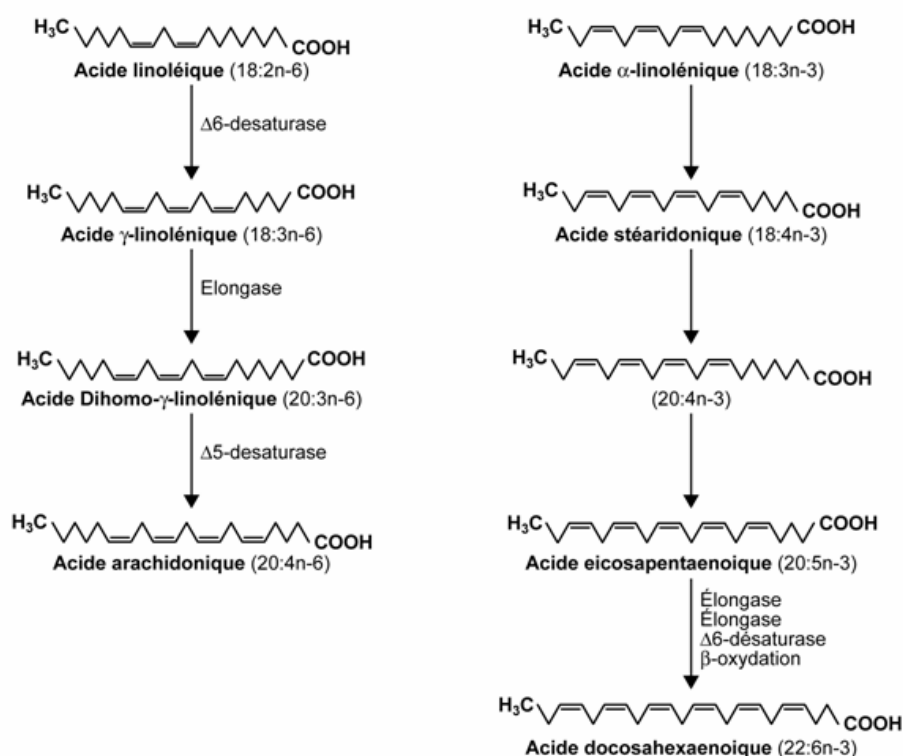 H₃C COOH
Acide linoléique (18:2n-6)
Δ6-desaturase
H₃C COOH
Acide γ-linolénique (18:3n-6)
Elongase
H₃C COOH
Acide Dihomo-γ-linolénique (20:3n-6)
Δ5-desaturase
H₃C COOH
Acide arachidonique (20:4n-6)
H₃C COOH
Acide α-linolénique (18:3n-3)
H₃C COOH
Acide stéaridonique (18:4n-3)
H₃C COOH
(20:4n-3)
H₃C COOH
Acide eicosapentaenoique (20:5n-3)
Élongase
Élongase
Δ6-désaturase
β-oxydation
H₃C COOH
Acide docosahexaenoique (22:6n-3)